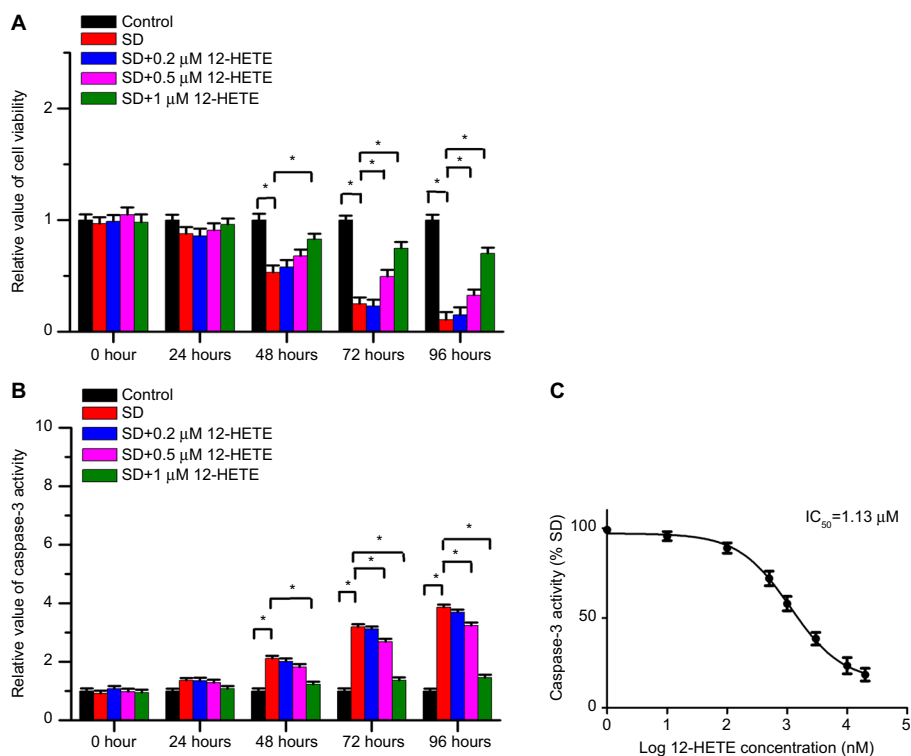 A
Control
SD
SD+0.2 μM 12-HETE
SD+0.5 μM 12-HETE
SD+1 μM 12-HETE
Relative value of cell viability
2
1
0
* * * * * * * *
0 hour 24 hours 48 hours 72 hours 96 hours
B
Control
SD
SD+0.2 μM 12-HETE
SD+0.5 μM 12-HETE
SD+1 μM 12-HETE
Relative value of caspase-3 activity
10
8
6
4
2
0
* * * * * * * *
0 hour 24 hours 48 hours 72 hours 96 hours
C
IC50=1.13 μM
Caspase-3 activity (% SD)
100
50
0
0 1 2 3 4 5
Log 12-HETE concentration (nM)